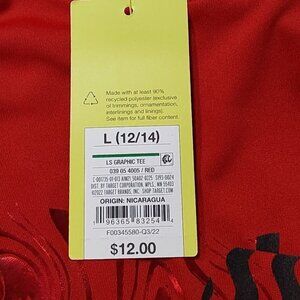 Made with at least 90%
recycled polyester (exclusive
of trimmings, ornamentation,
interlinings and linings).
See item for full fiber content.
L (12/14)
LS GRAPHIC TEE
039 05 4005 / RED
DIST. BY TARGET CORPORATION, MPLS., MN 55403
©2022 TARGET BRANDS, INC. SHOP TARGET.COM
ORIGIN: NICARAGUA
96365 83254
F00345580-Q3/22
$12.00